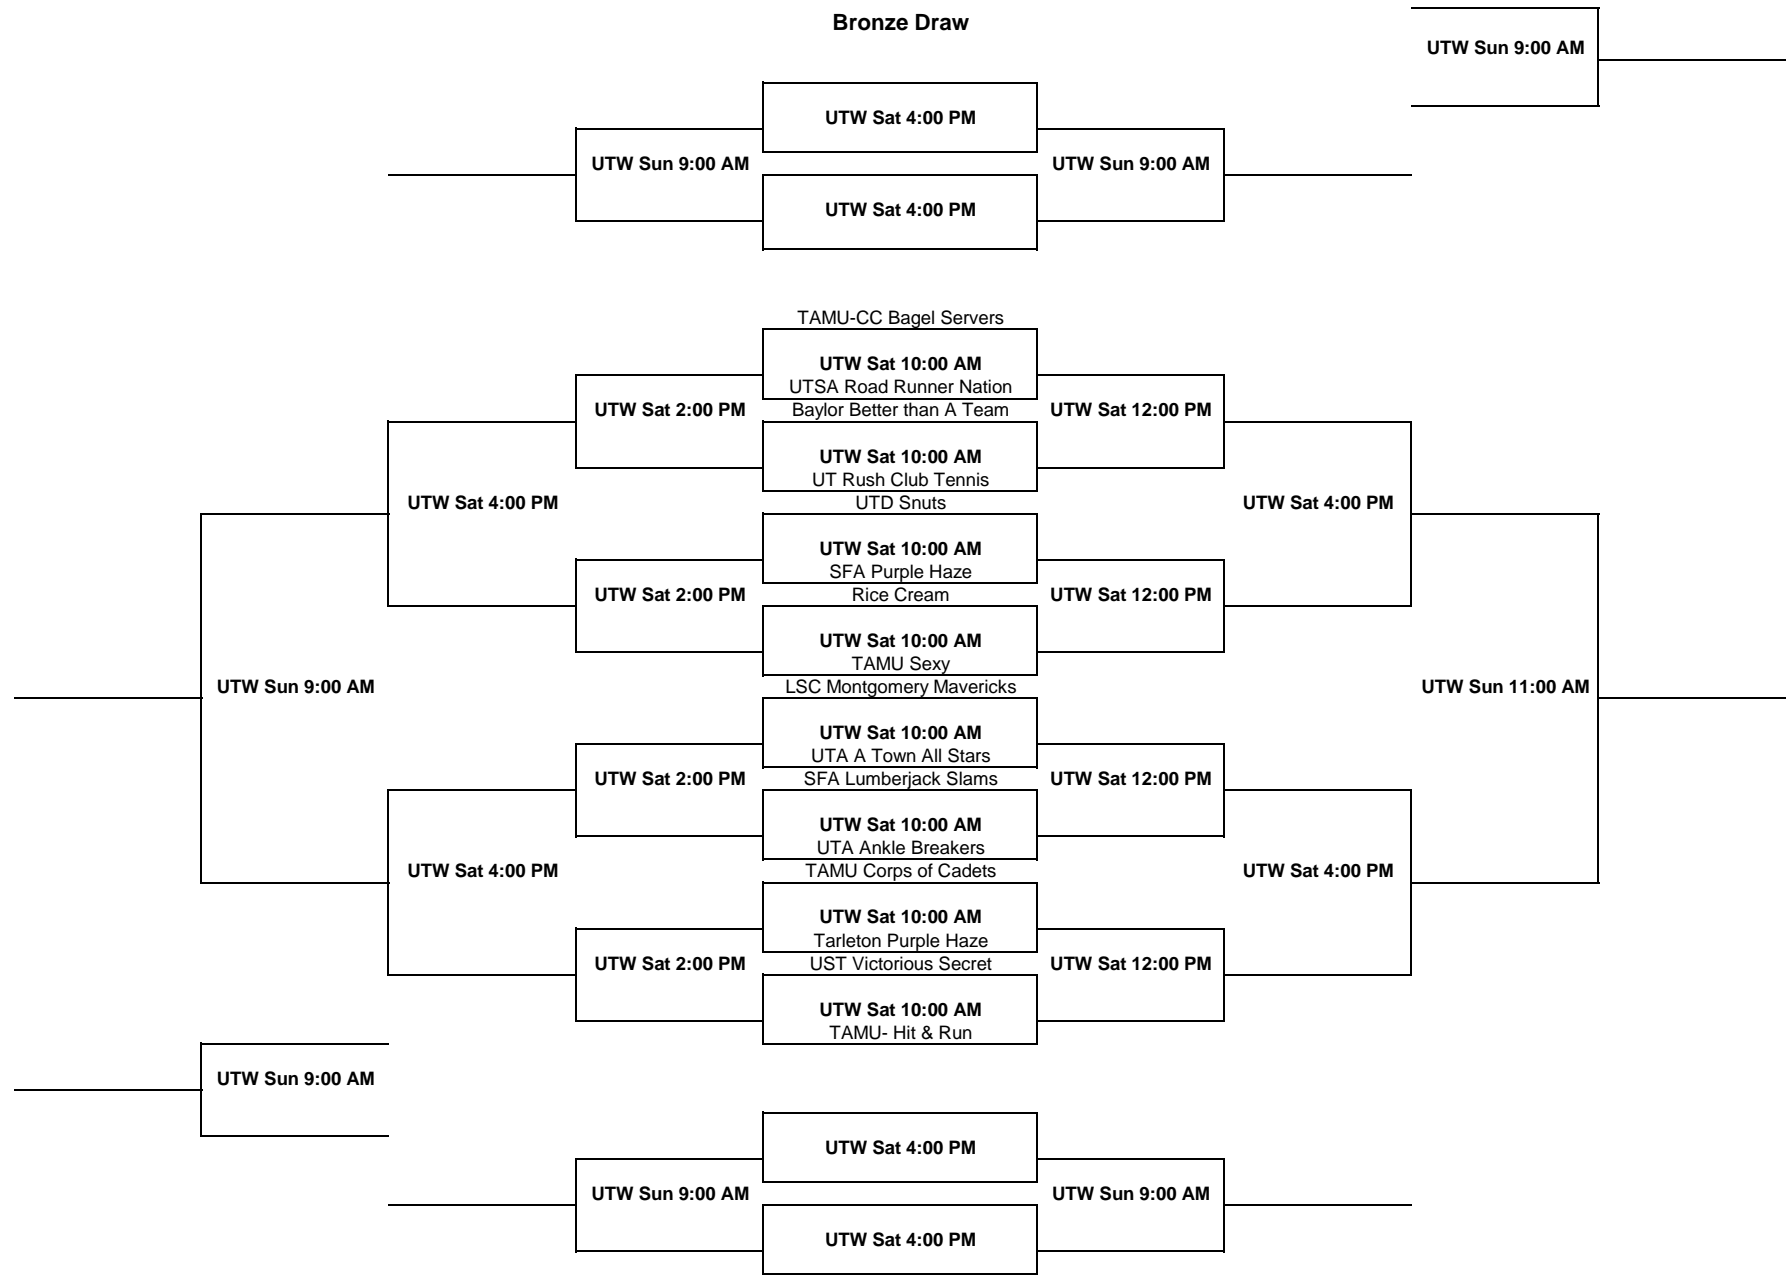 Bronze Draw
UTW Sun 9:00 AM
UTW Sat 4:00 PM
UTW Sun 9:00 AM
UTW Sun 9:00 AM
UTW Sat 4:00 PM
TAMU-CC Bagel Servers
UTW Sat 10:00 AM
UTSA Road Runner Nation
UTW Sat 2:00 PM
Baylor Better than A Team
UTW Sat 12:00 PM
UTW Sat 10:00 AM
UT Rush Club Tennis
UTW Sat 4:00 PM
UTD Snuts
UTW Sat 4:00 PM
UTW Sat 10:00 AM
SFA Purple Haze
UTW Sat 2:00 PM
Rice Cream
UTW Sat 12:00 PM
UTW Sat 10:00 AM
TAMU Sexy
UTW Sun 9:00 AM
LSC Montgomery Mavericks
UTW Sun 11:00 AM
UTW Sat 10:00 AM
UTA A Town All Stars
UTW Sat 2:00 PM
SFA Lumberjack Slams
UTW Sat 12:00 PM
UTW Sat 10:00 AM
UTA Ankle Breakers
UTW Sat 4:00 PM
TAMU Corps of Cadets
UTW Sat 4:00 PM
UTW Sat 10:00 AM
Tarleton Purple Haze
UTW Sat 2:00 PM
UST Victorious Secret
UTW Sat 12:00 PM
UTW Sat 10:00 AM
TAMU- Hit & Run
UTW Sun 9:00 AM
UTW Sat 4:00 PM
UTW Sun 9:00 AM
UTW Sun 9:00 AM
UTW Sat 4:00 PM